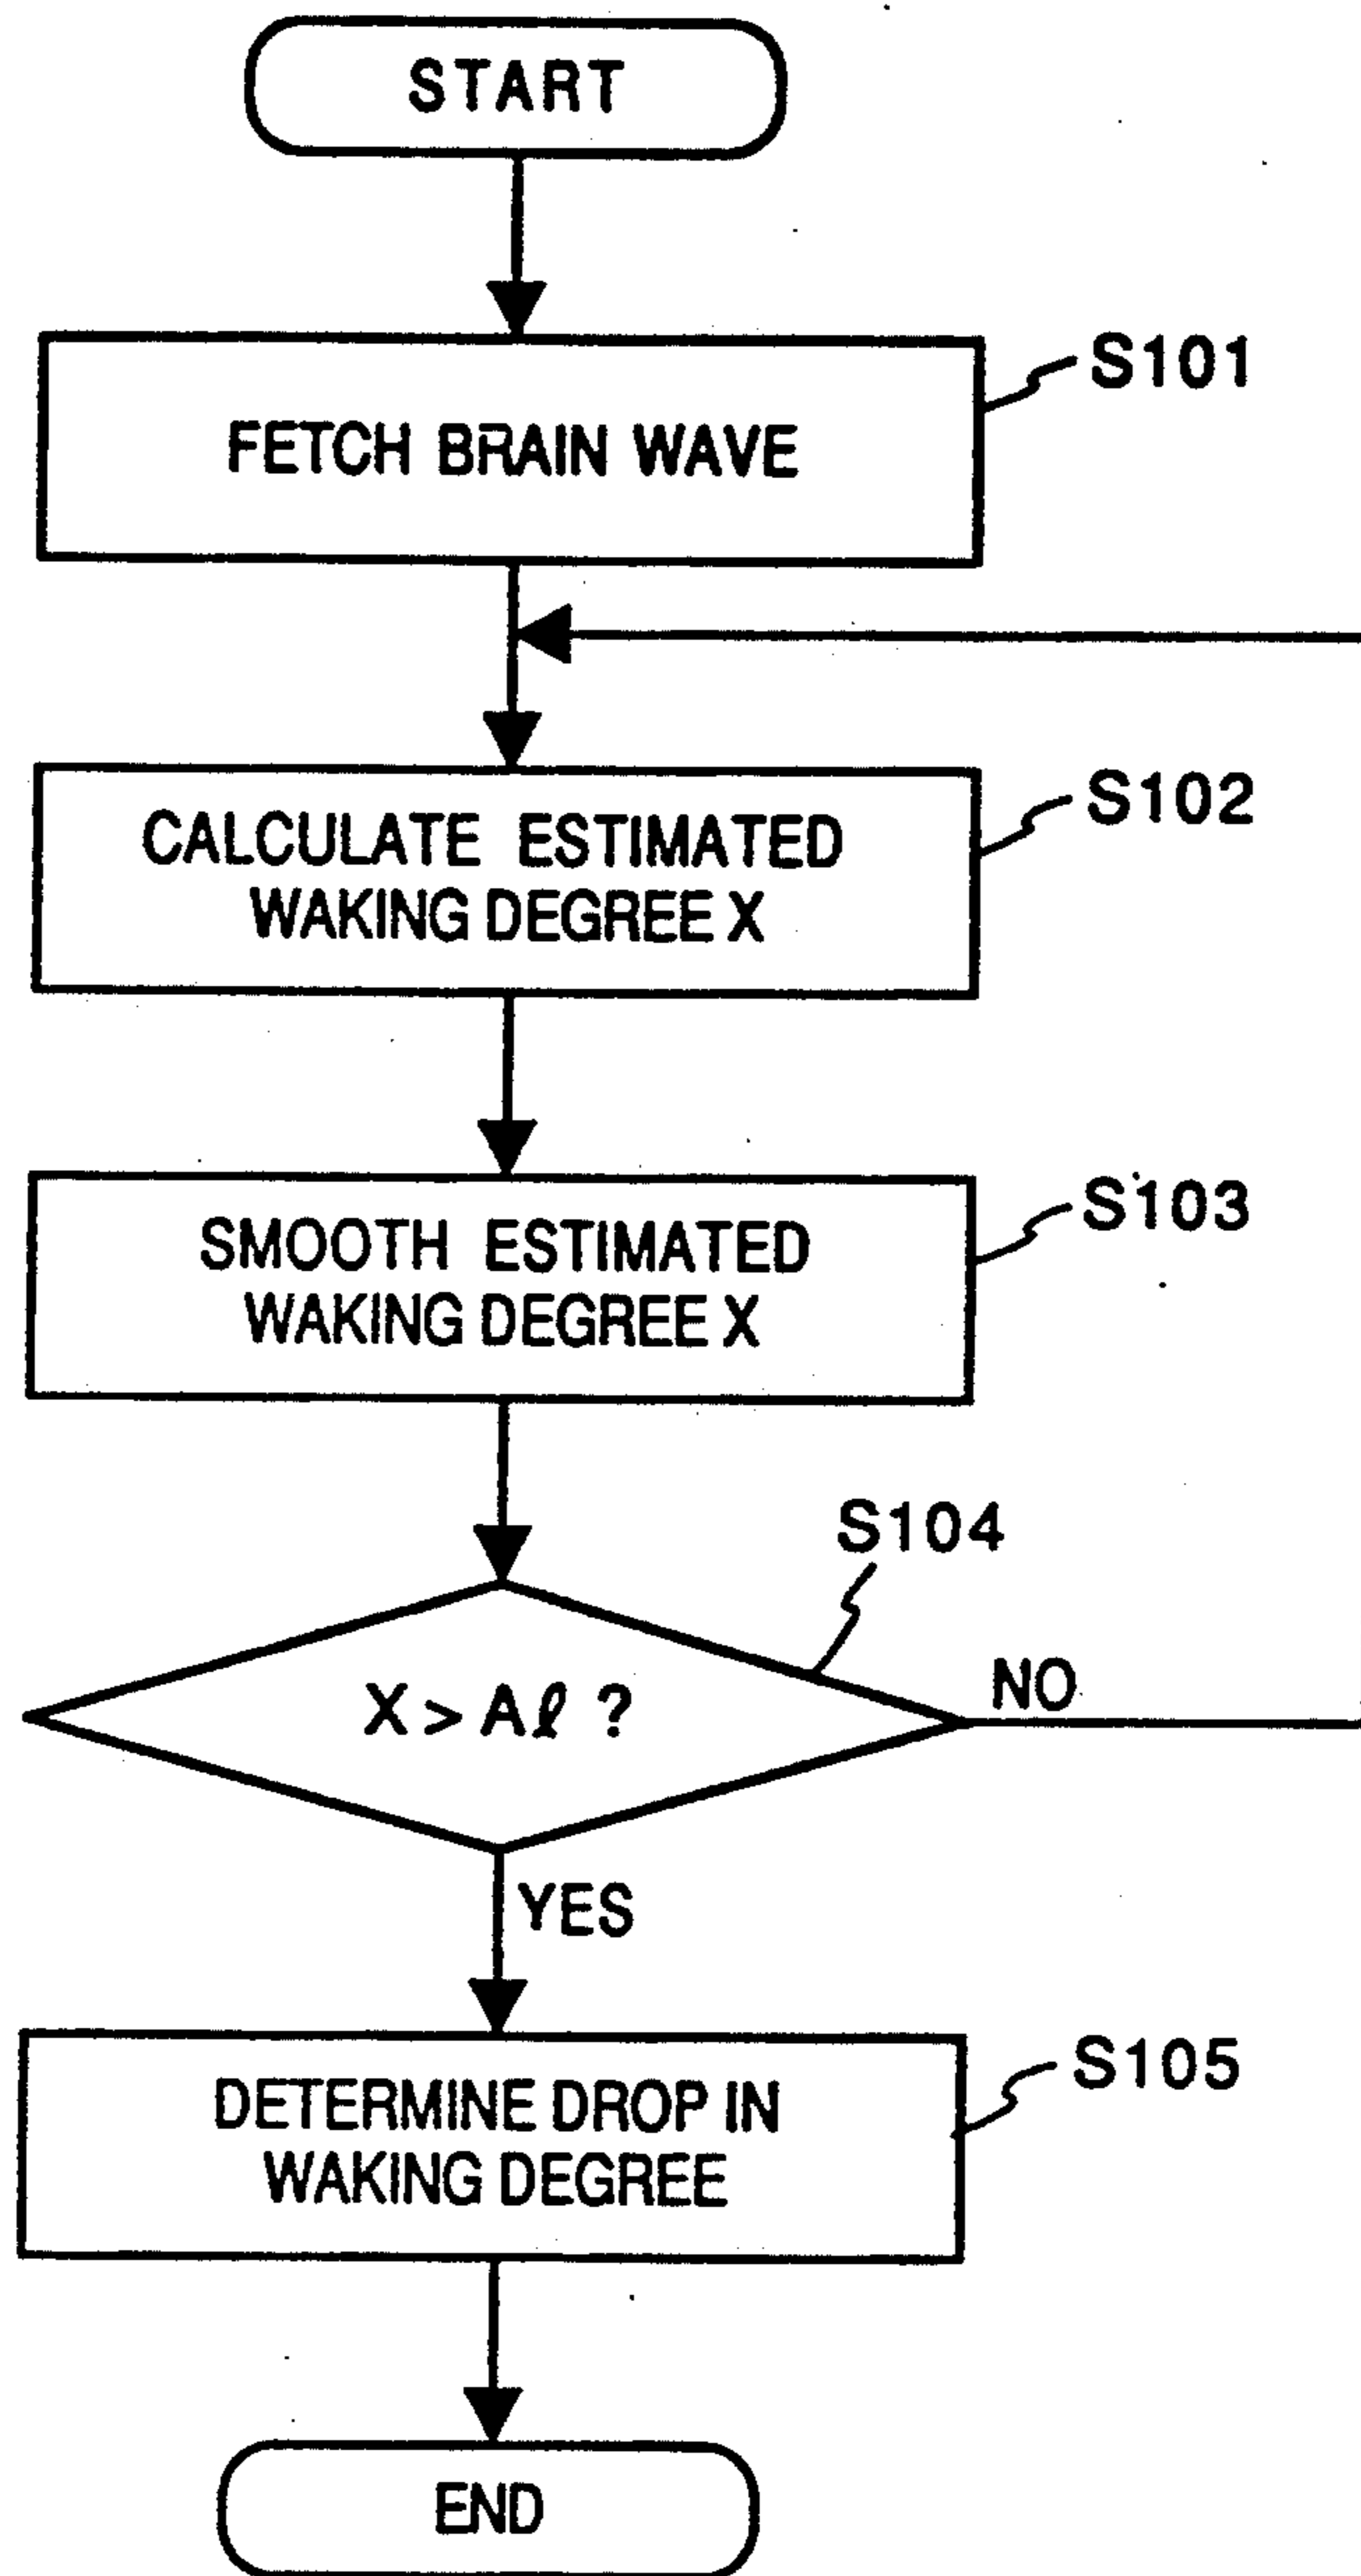 START
FETCH BRAIN WAVE
S101
CALCULATE ESTIMATED
WAKING DEGREE X
S102
SMOOTH ESTIMATED
WAKING DEGREE X
S103
S104
X > Aℓ ?
NO
YES
DETERMINE DROP IN
WAKING DEGREE
S105
END